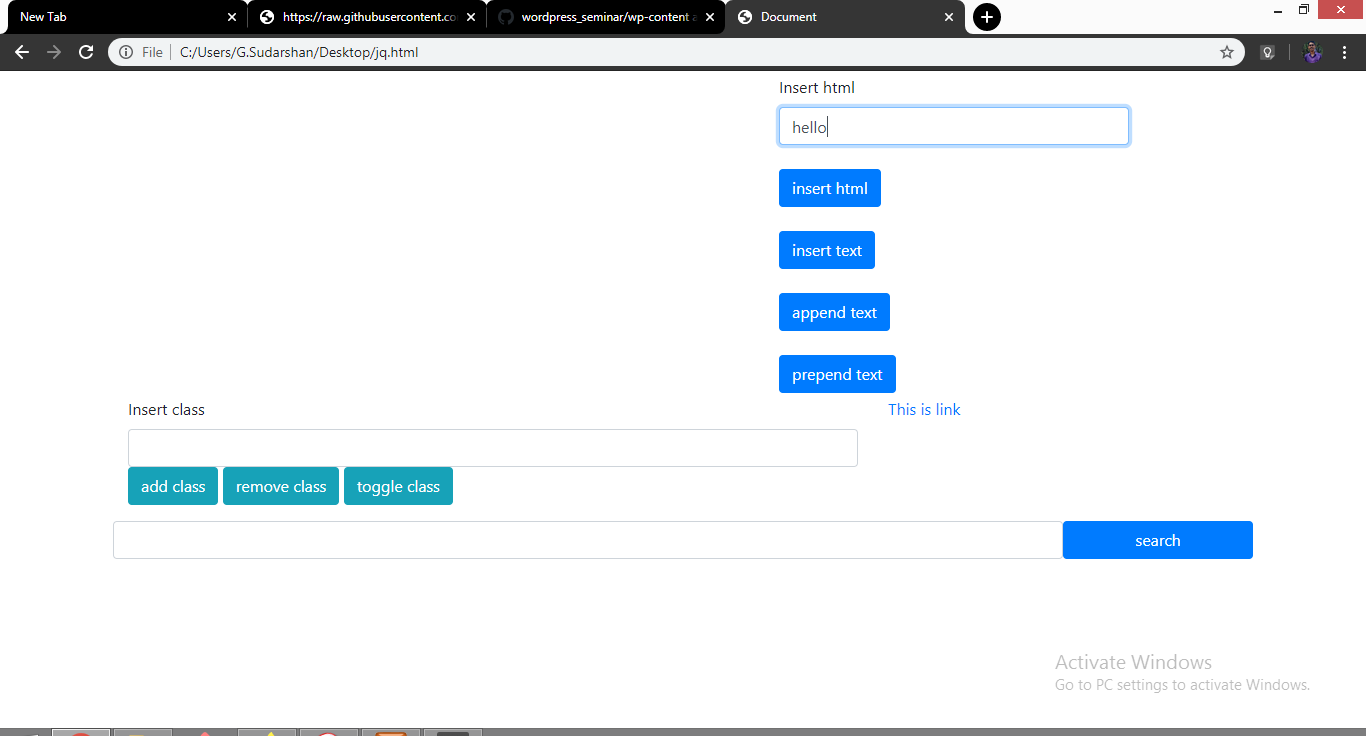 New Tab
https://raw.githubusercontent.co
wordpress_seminar/wp-content a
Document
File
C:/Users/G.Sudarshan/Desktop/jq.html
Insert html
hello
insert html
insert text
append text
prepend text
Insert class
This is link
add class remove class toggle class
search
Activate Windows
Go to PC settings to activate Windows.